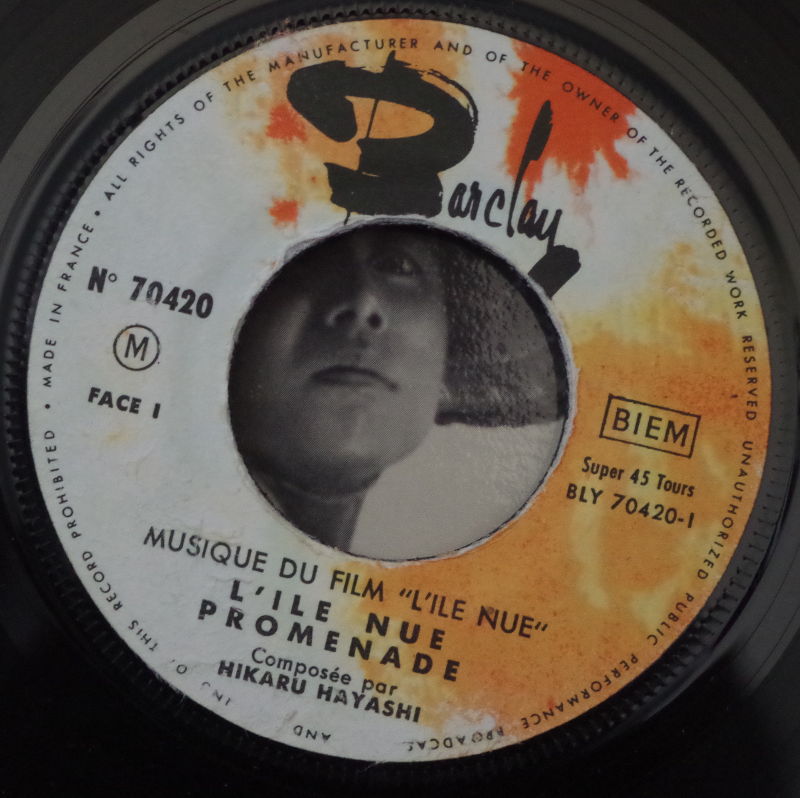 Barclay
• MADE IN FRANCE • ALL RIGHTS OF THE MANUFACTURER AND OF THE OWNER OF THE RECORDED WORK RESERVED UNAUTHORIZED PUBLIC PERFORMANCE BROADCAS AND OF THIS RECORD PROHIBITED
N° 70420
M
FACE I
BIEM
Super 45 Tours
BLY 70420-I
MUSIQUE DU FILM "L'ILE NUE"
L'ILE NUE
PROMENADE
Composée par
HIKARU HAYASHI